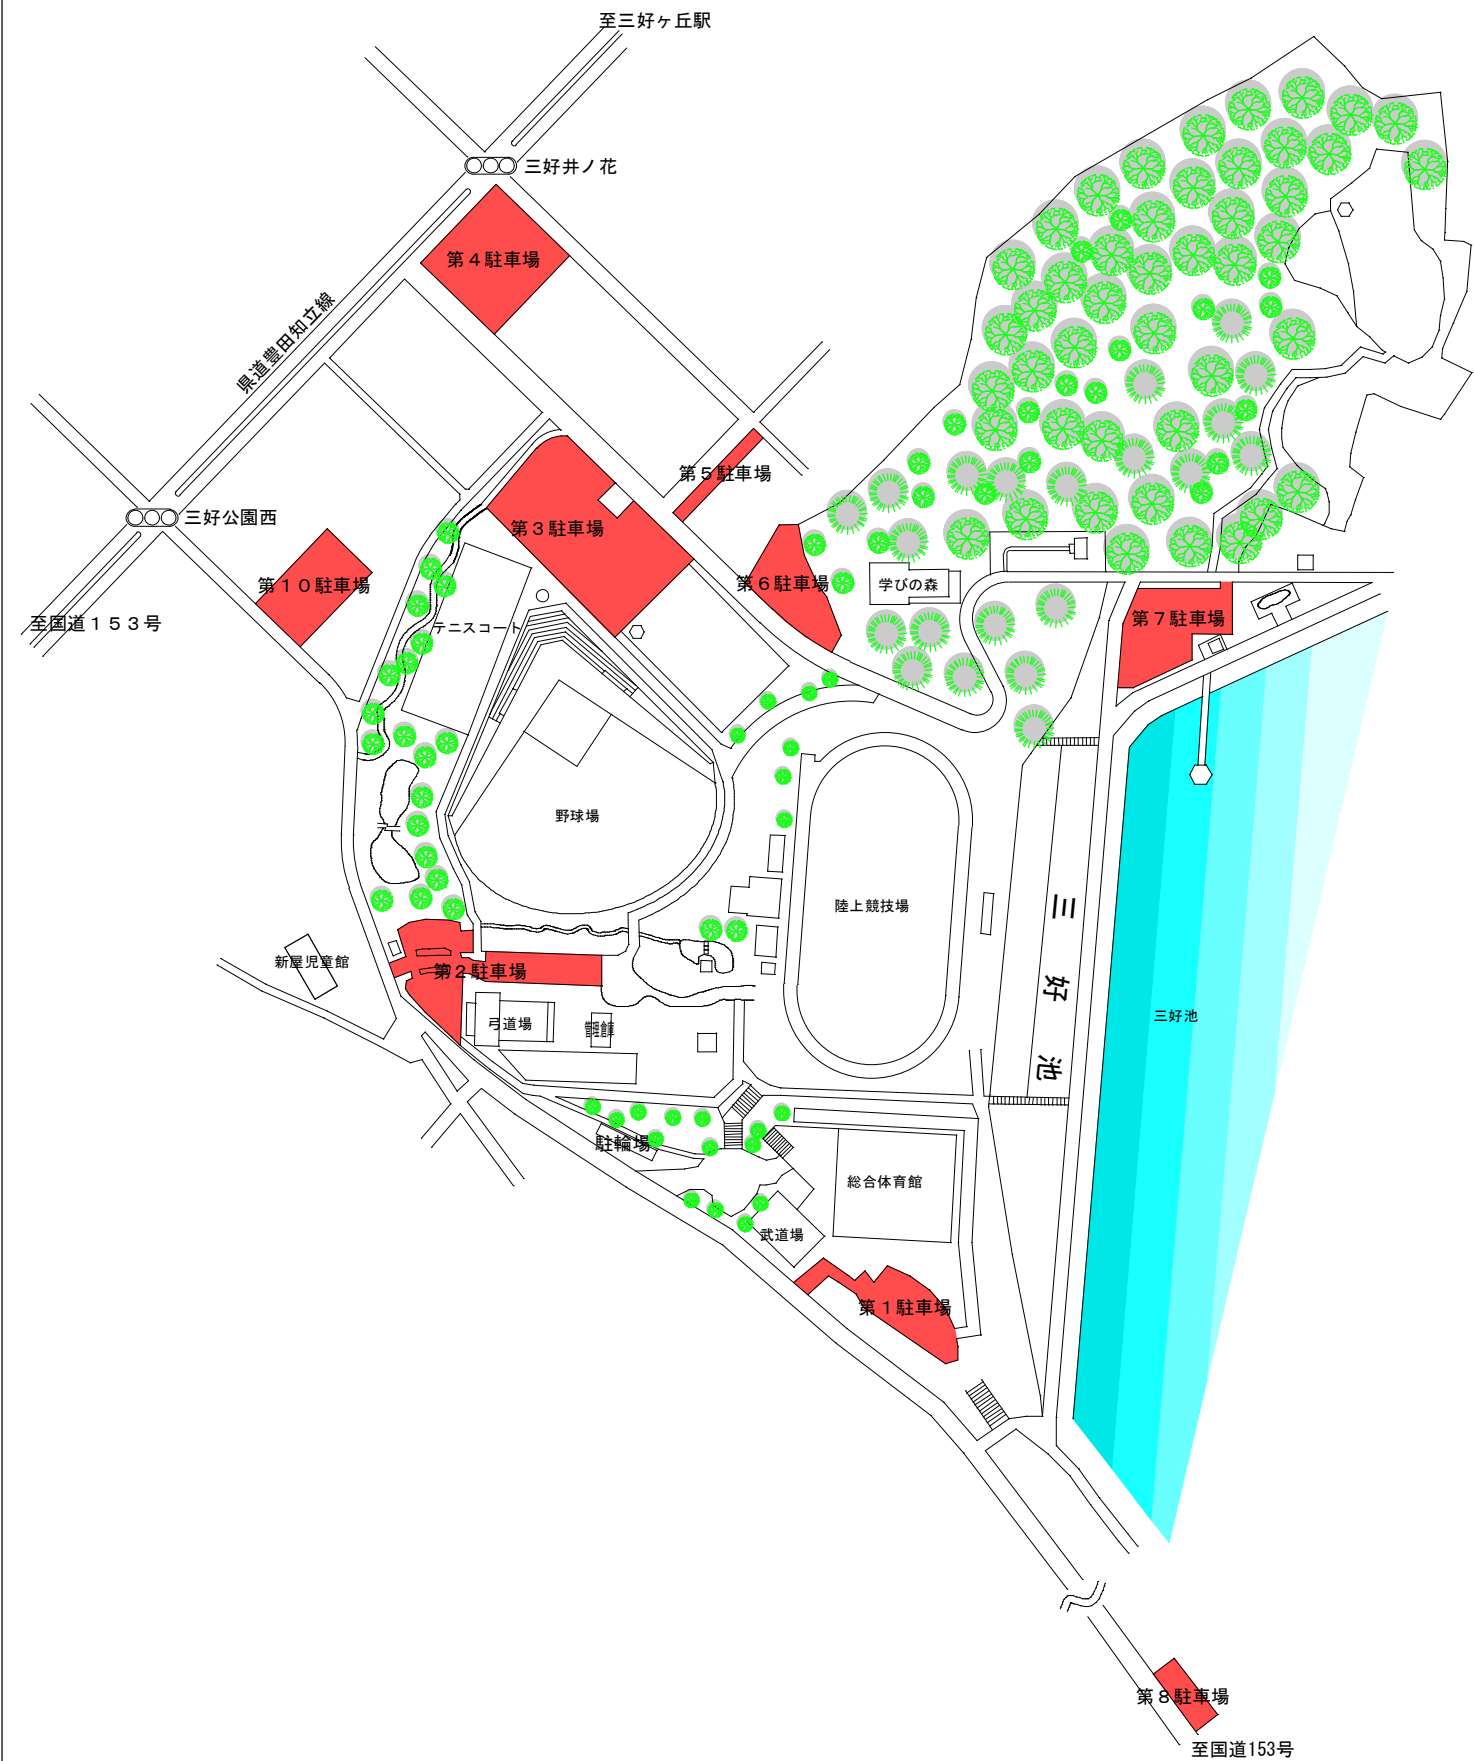 至三好ヶ丘駅
三好井ノ花
第４駐車場
県道豊田知立線
第５駐車場
三好公園西
第３駐車場
第１０駐車場
第６駐車場
学びの森
至国道１５３号
テニスコート
第７駐車場
野球場
陸上競技場
三好池
新屋児童館
第２駐車場
三好池
弓道場
管理倉庫
駐輪場
総合体育館
武道場
第１駐車場
第８駐車場
至国道153号